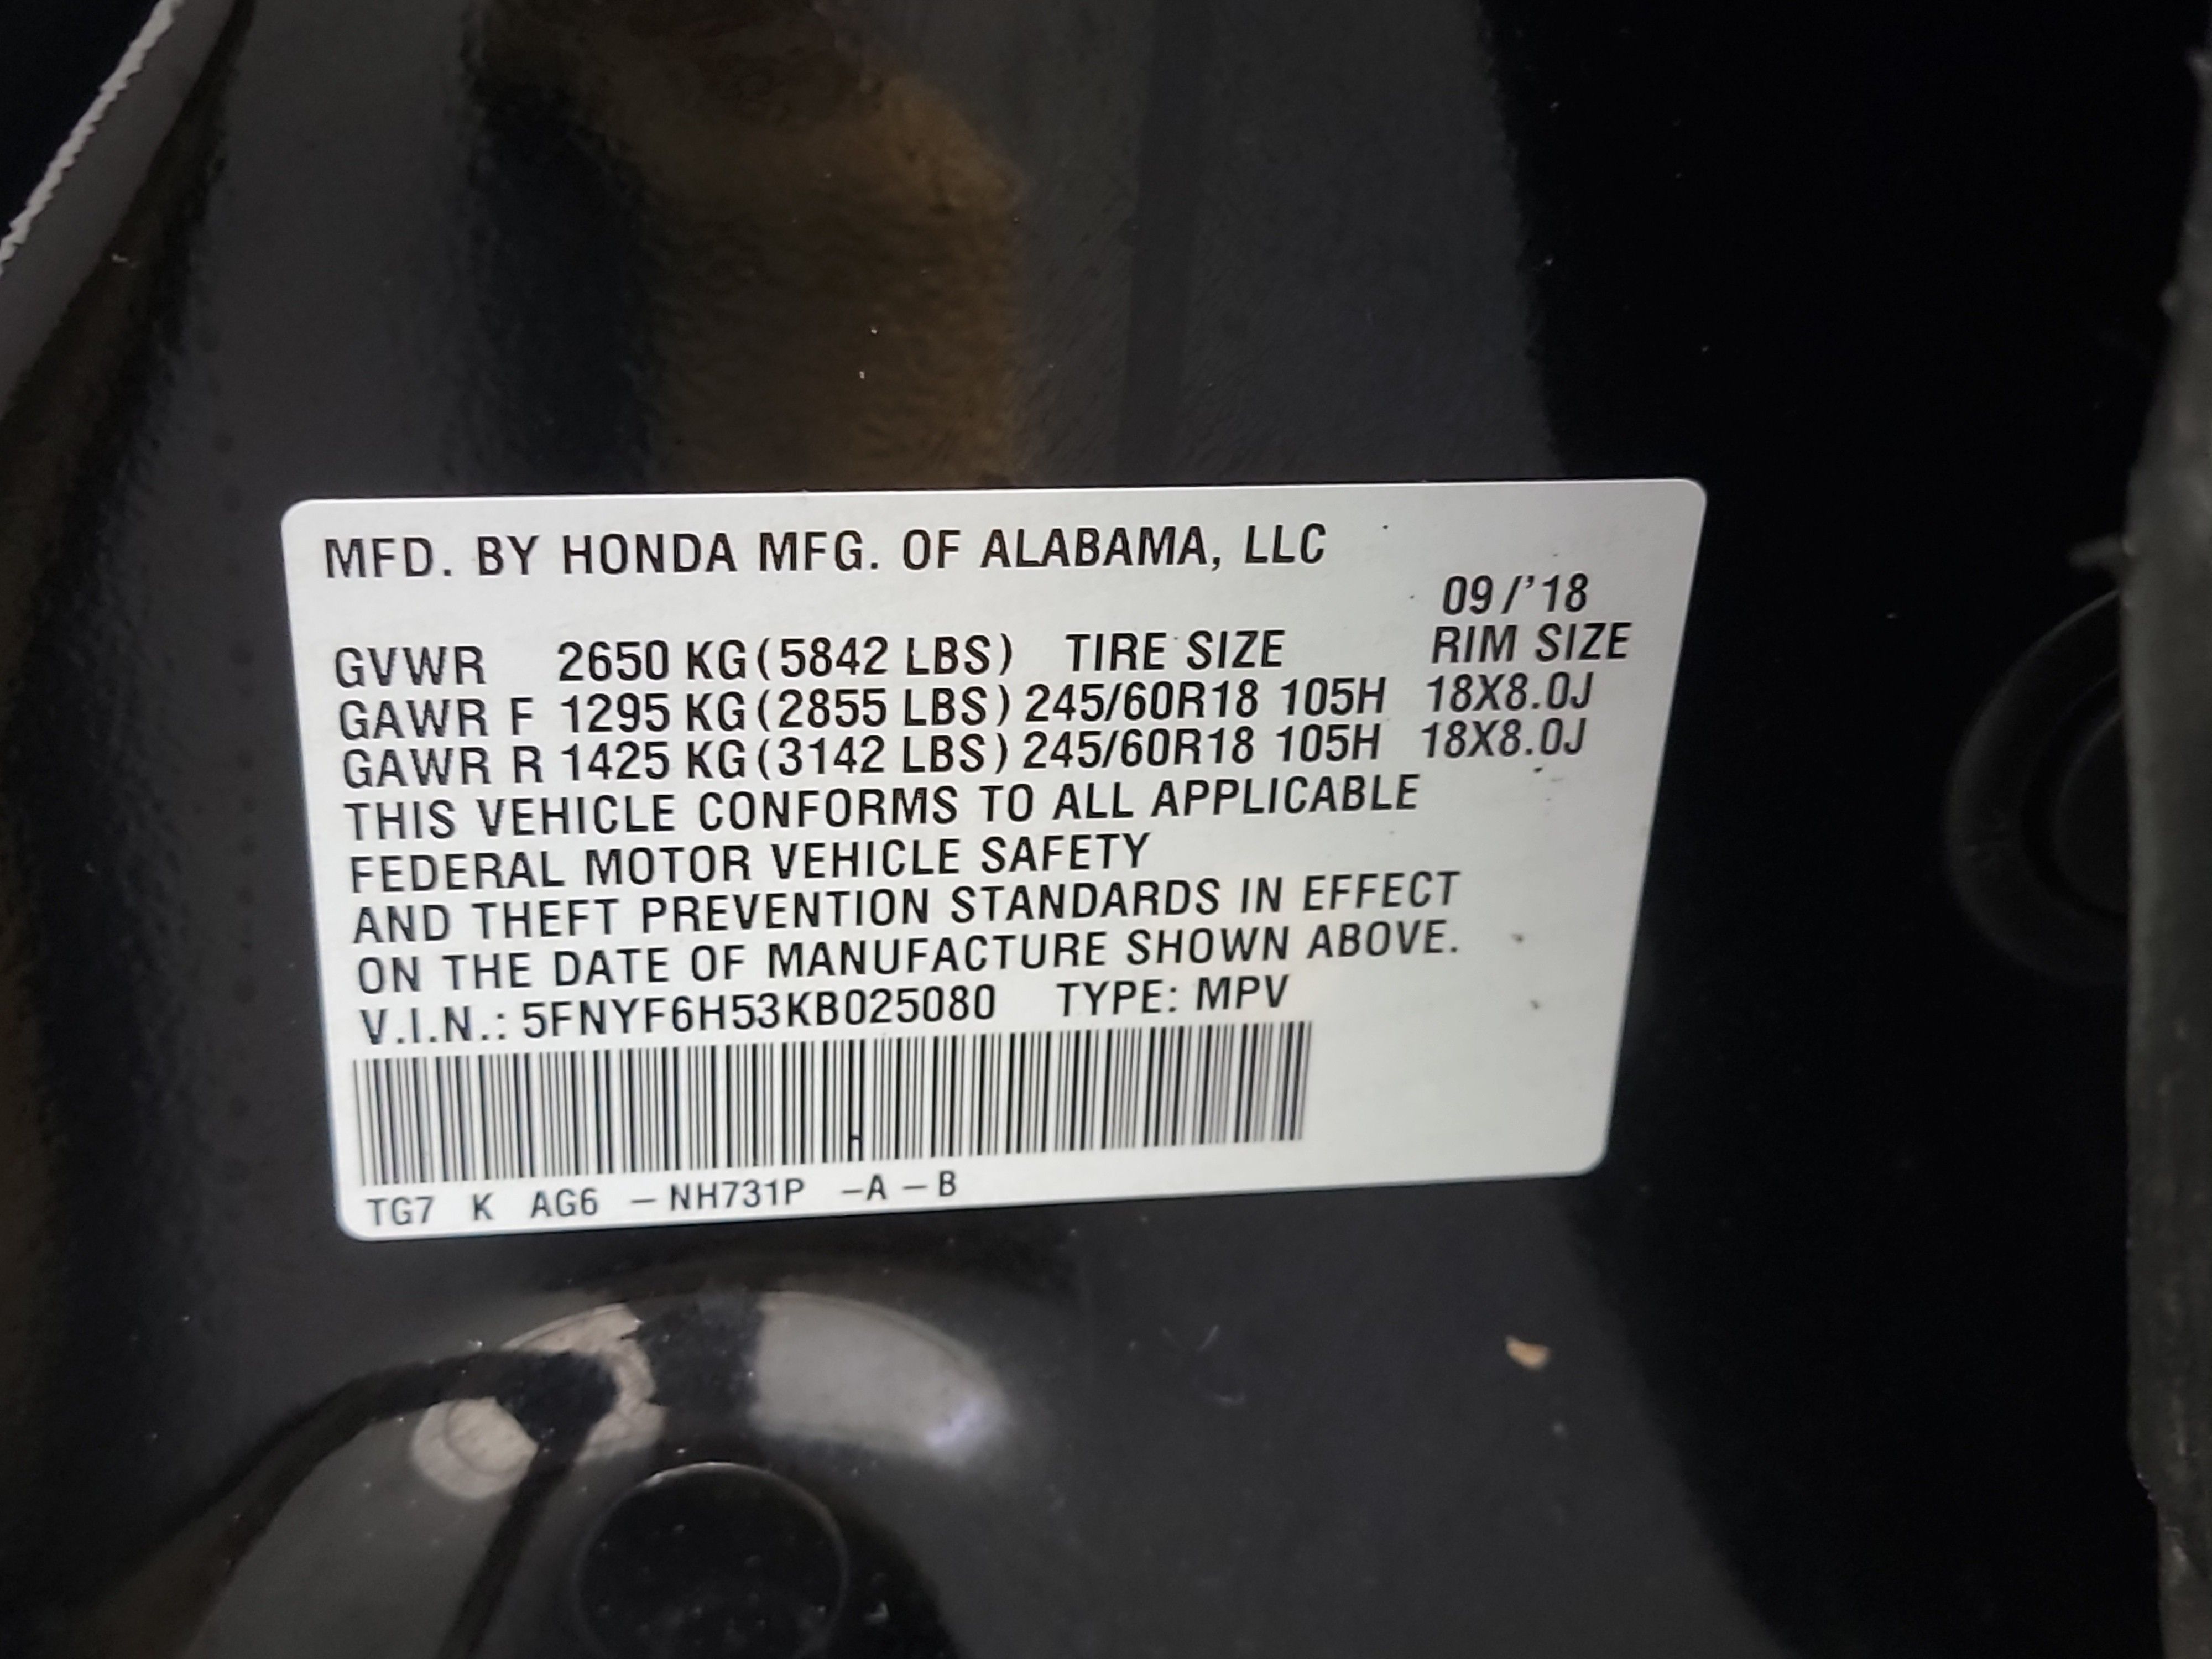 MFD. BY HONDA MFG. OF ALABAMA, LLC
09/'18
GVWR 2650 KG(5842 LBS) TIRE SIZE RIM SIZE
GAWR F 1295 KG(2855 LBS) 245/60R18 105H 18X8.0J
GAWR R 1425 KG(3142 LBS) 245/60R18 105H 18X8.0J
THIS VEHICLE CONFORMS TO ALL APPLICABLE
FEDERAL MOTOR VEHICLE SAFETY
AND THEFT PREVENTION STANDARDS IN EFFECT
ON THE DATE OF MANUFACTURE SHOWN ABOVE.
V.I.N.: 5FNYF6H53KB025080 TYPE: MPV
TG7 K AG6 –NH731P –A–B